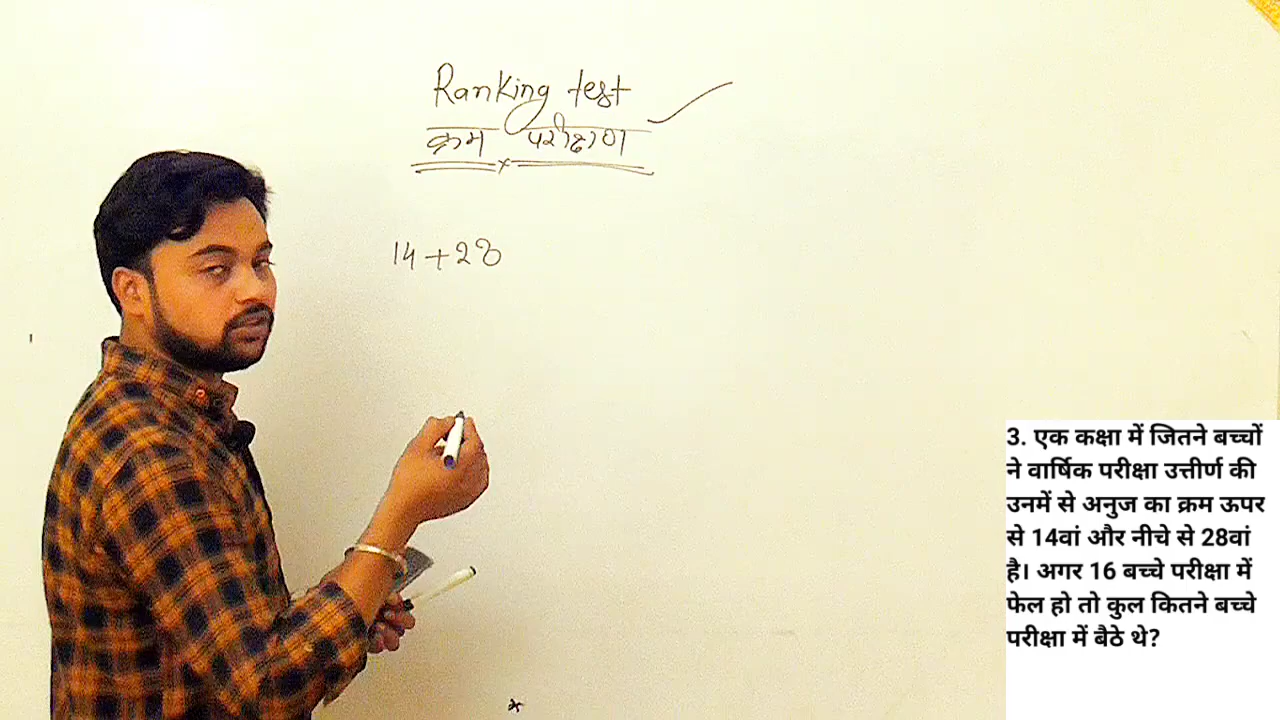 Ranking test
क्रम परीक्षण
14+28
3. एक कक्षा में जितने बच्चों
ने वार्षिक परीक्षा उत्तीर्ण की
उनमें से अनुज का क्रम ऊपर
से 14वां और नीचे से 28वां
है। अगर 16 बच्चे परीक्षा में
फेल हो तो कुल कितने बच्चे
परीक्षा में बैठे थे?